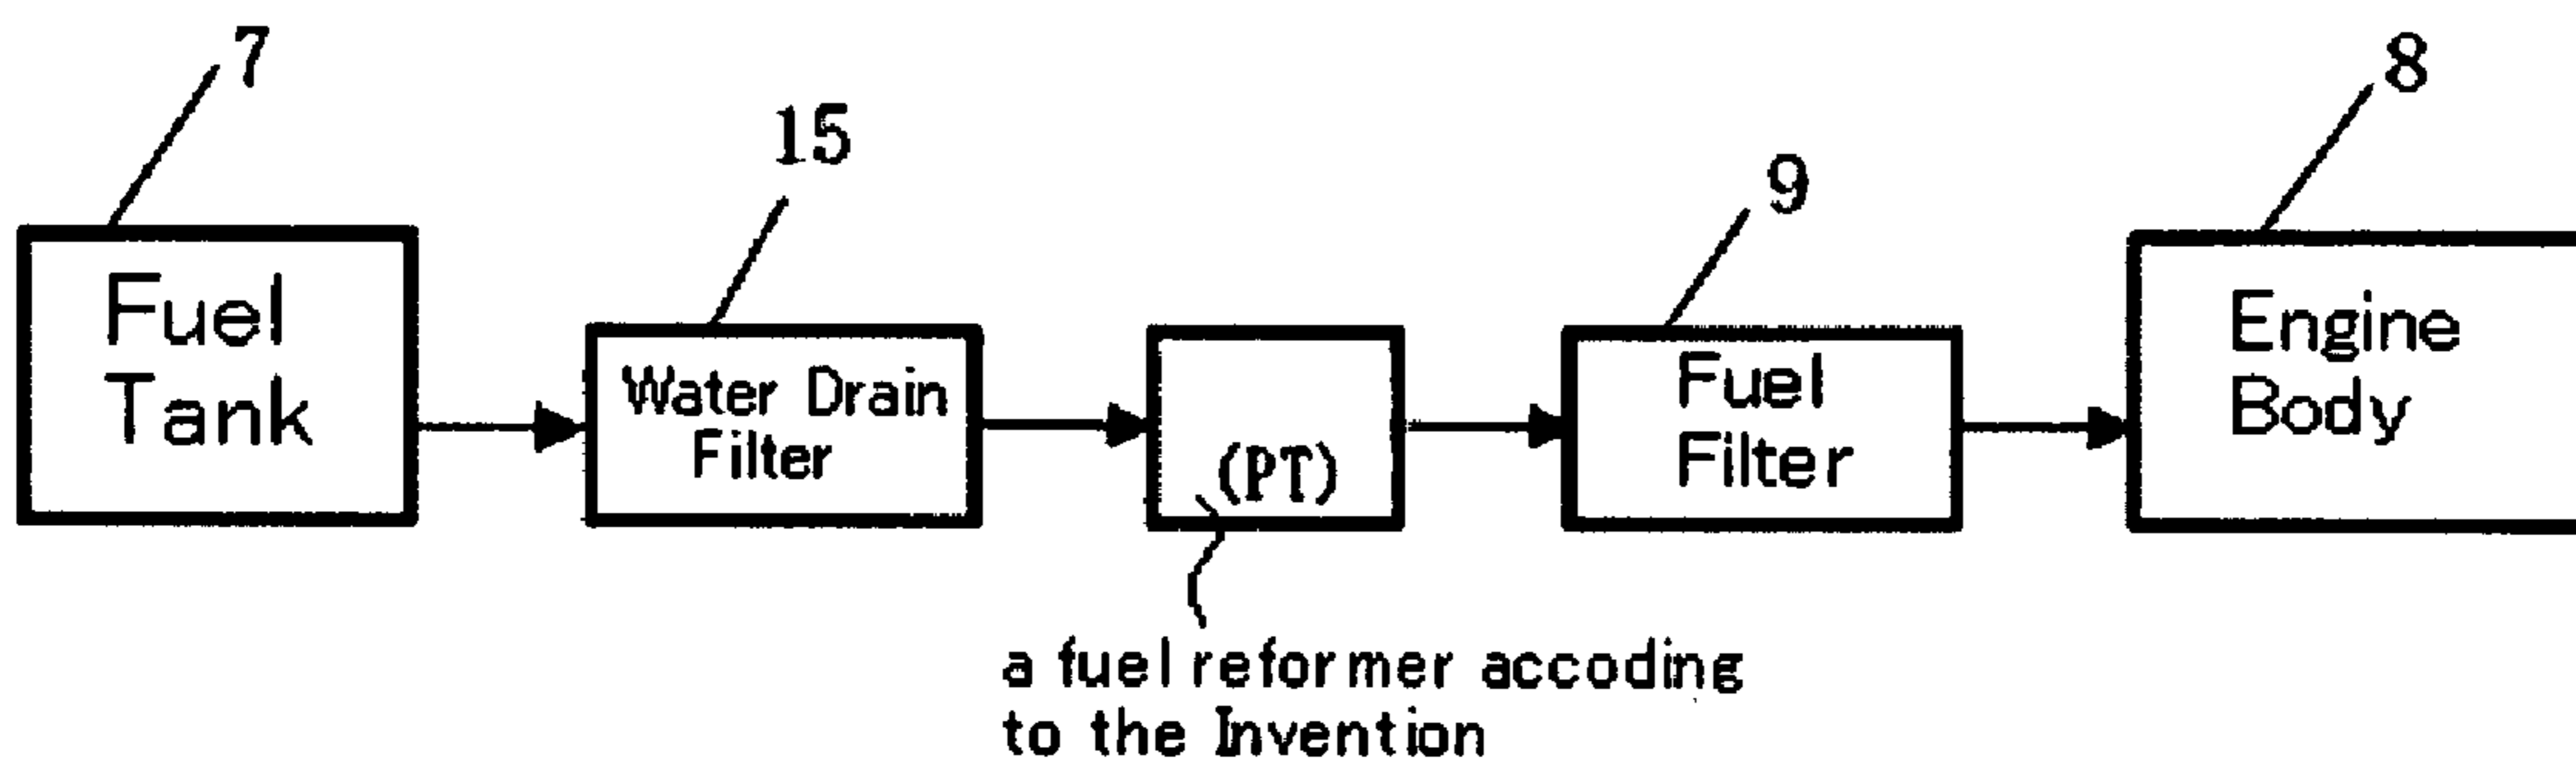 7
15
9
8
Fuel
Tank
Water Drain
Filter
(PT)
Fuel
Filter
Engine
Body
a fuel reformer accoding
to the Invention